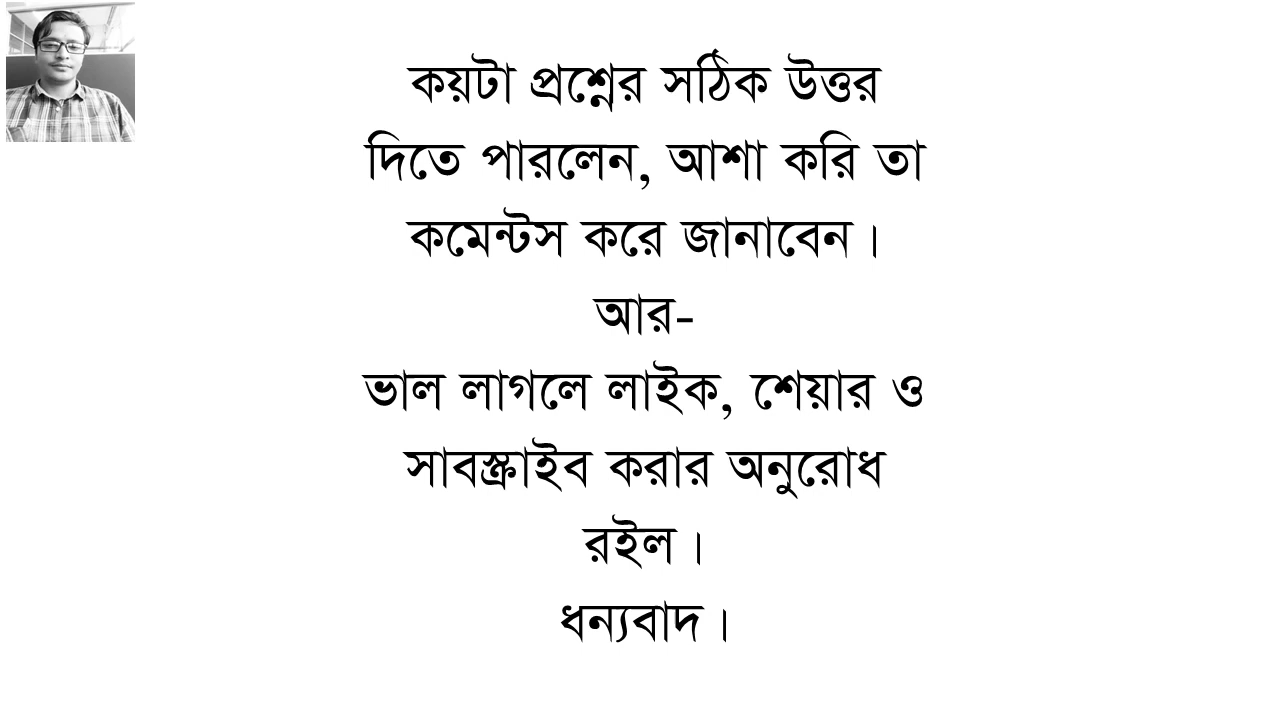 কয়টা প্রশ্নের সঠিক উত্তর
দিতে পারলেন, আশা করি তা
কমেন্টস করে জানাবেন।
আর-
ভাল লাগলে লাইক, শেয়ার ও
সাবস্ক্রাইব করার অনুরোধ
রইল।
ধন্যবাদ।